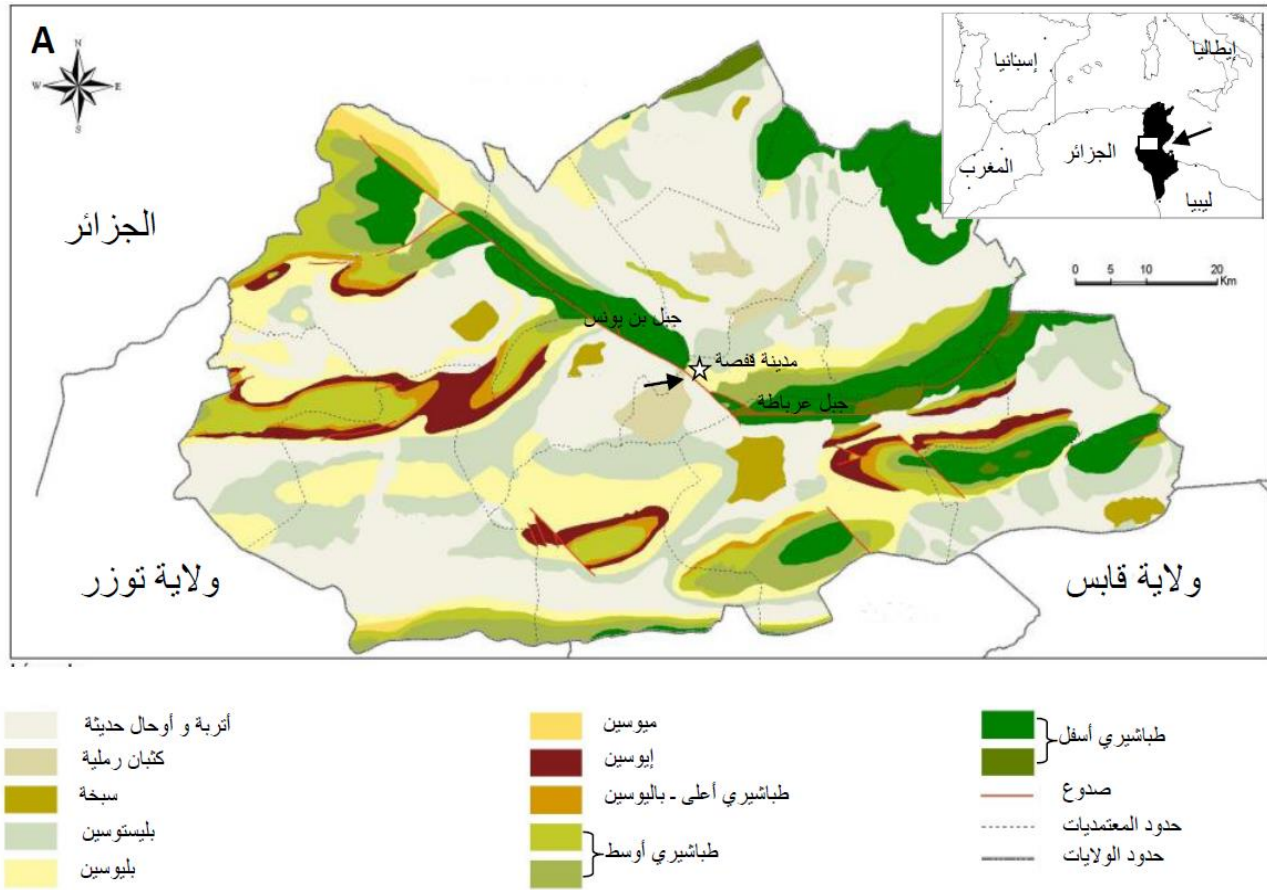 A
N
W E
S
إيطاليا
إسبانيا
الجزائر
المغرب
ليبيا
الجزائر
0 5 10 20
Km
جبل بن يونس
مدينة قفصة
جبل عرباطة
ولاية توزر
ولاية قابس
أتربة و أوحال حديثة
كثبان رملية
سبخة
بليستوسين
بليوسين
ميوسين
إيوسين
طباشيري أعلى - باليوسين
طباشيري أوسط
طباشيري أسفل
صدوع
حدود المعتمديات
حدود الولايات